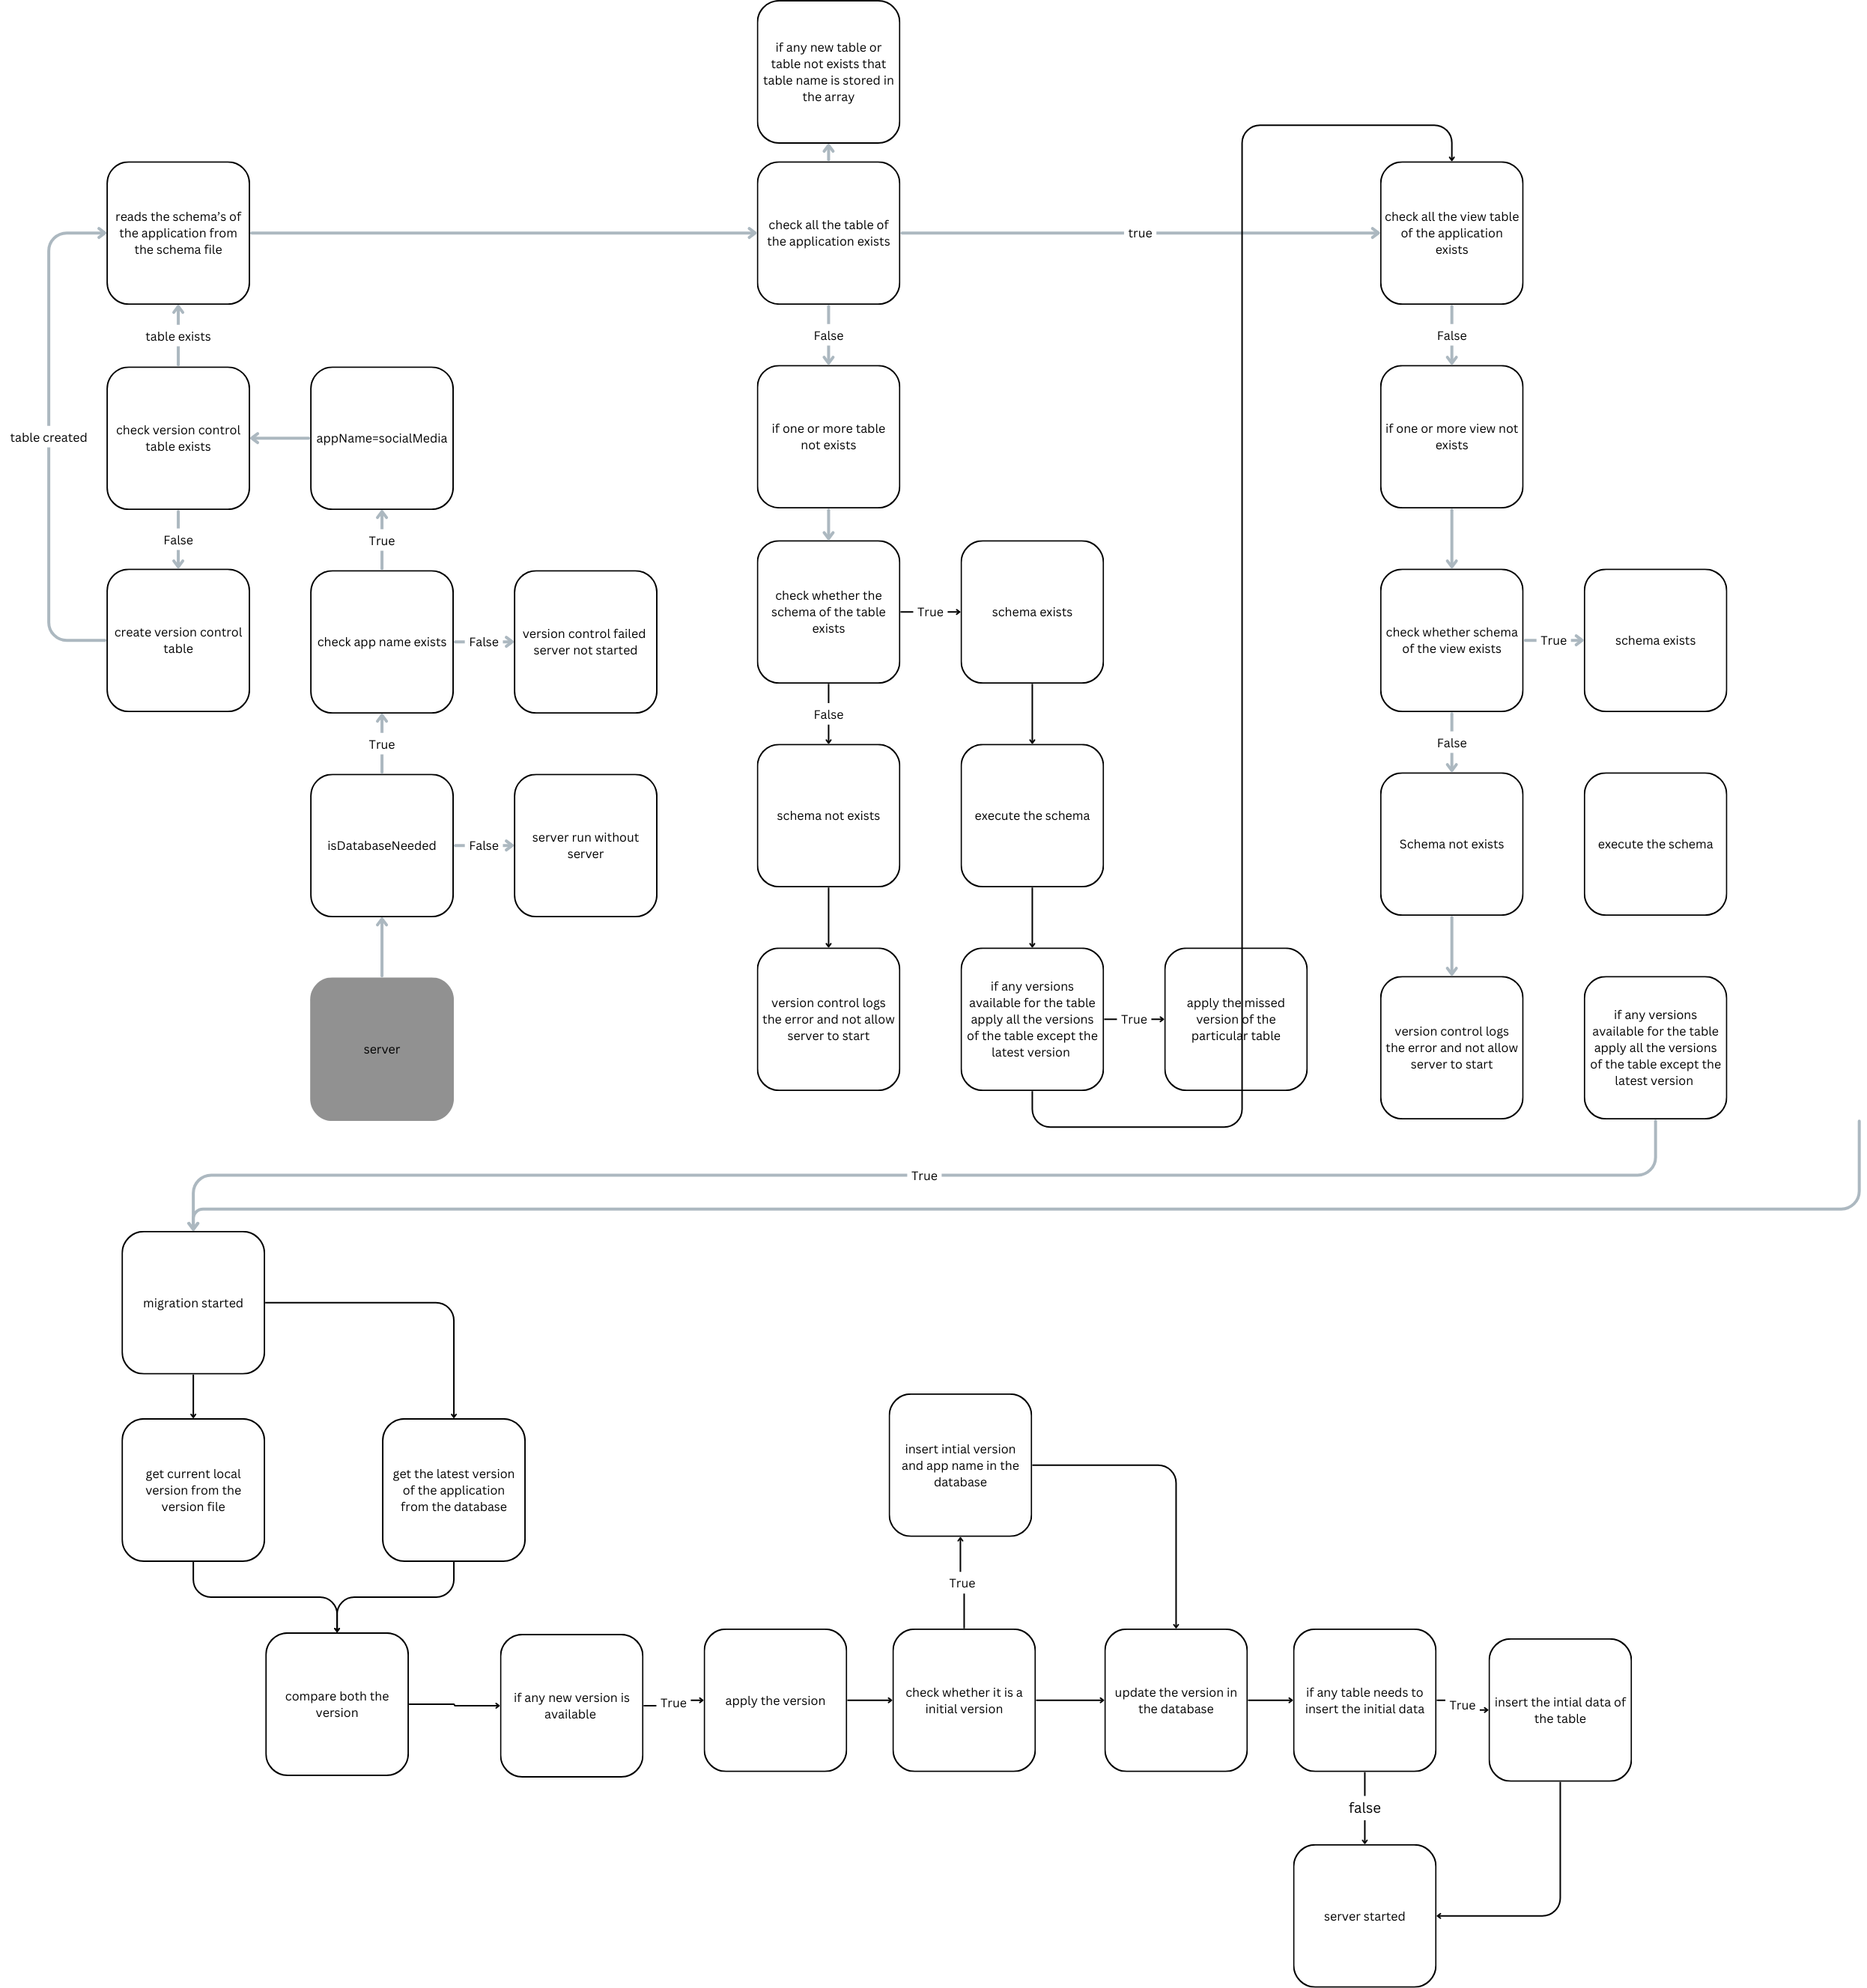 if any new table or
table not exists that
table name is stored in
the array
reads the schema's of
the application from
the schema file
check all the table of
the application exists
true
check all the view table
of the application
exists
table exists
False
False
table created
check version control
table exists
appName=socialMedia
if one or more table
not exists
if one or more view not
exists
False
True
create version control
table
check app name exists
False
version control failed
server not started
check whether the
schema of the table
exists
True
schema exists
check whether schema
of the view exists
True
schema exists
True
False
False
isDatabaseNeeded
False
server run without
server
schema not exists
execute the schema
Schema not exists
execute the schema
server
version control logs
the error and not allow
server to start
if any versions
available for the table
apply all the versions
of the table except the
latest version
True
apply the missed
version of the
particular table
version control logs
the error and not allow
server to start
if any versions
available for the table
apply all the versions
of the table except the
latest version
True
migration started
get current local
version from the
version file
get the latest version
of the application
from the database
insert intial version
and app name in the
database
True
compare both the
version
if any new version is
available
True
apply the version
check whether it is a
initial version
update the version in
the database
if any table needs to
insert the initial data
True
insert the intial data of
the table
false
server started